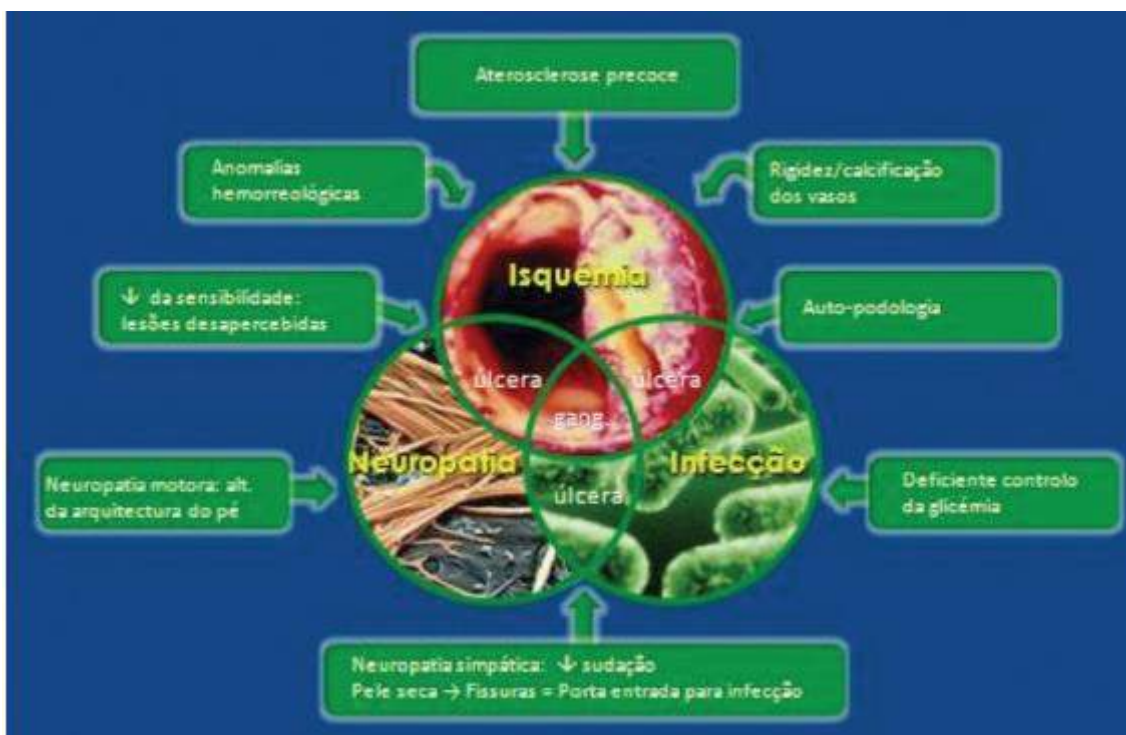 Aterosclerose precoce
Anomalias
hemorreológicas
Rigidez/calcificação
dos vasos
Isquémia
↓ da sensibilidade:
lesões desapercebidas
Auto-podologia
úlcera
úlcera
gang.
Neuropatia
Infecção
úlcera
Neuropatia motora: alt.
da arquitectura do pé
Deficiente controlo
da glicémia
Neuropatia simpática: ↓ sudação
Pele seca → Fissuras = Porta entrada para infecção